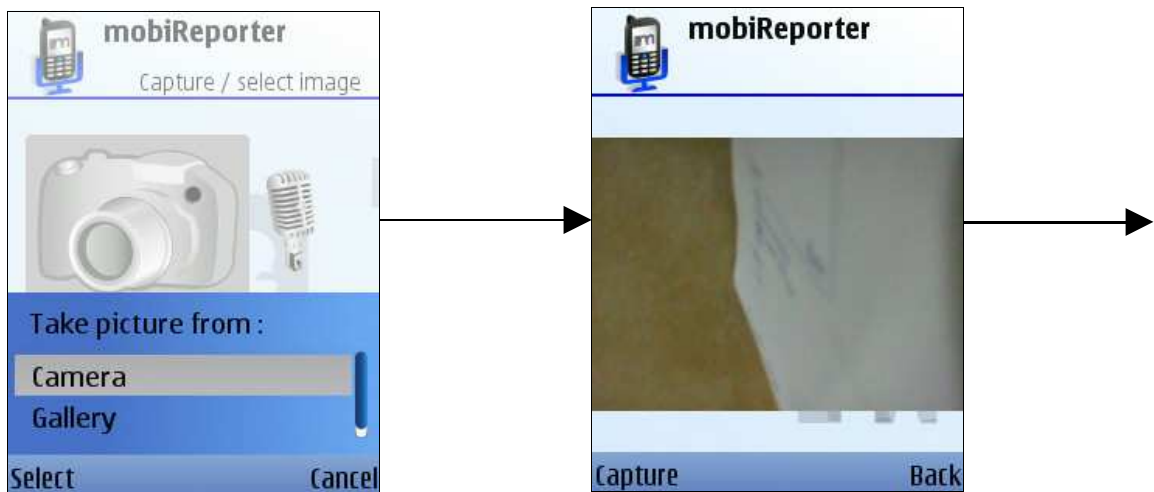 mobiReporter
Capture / select image
Take picture from :
Camera
Gallery
Select
Cancel
mobiReporter
Capture
Back